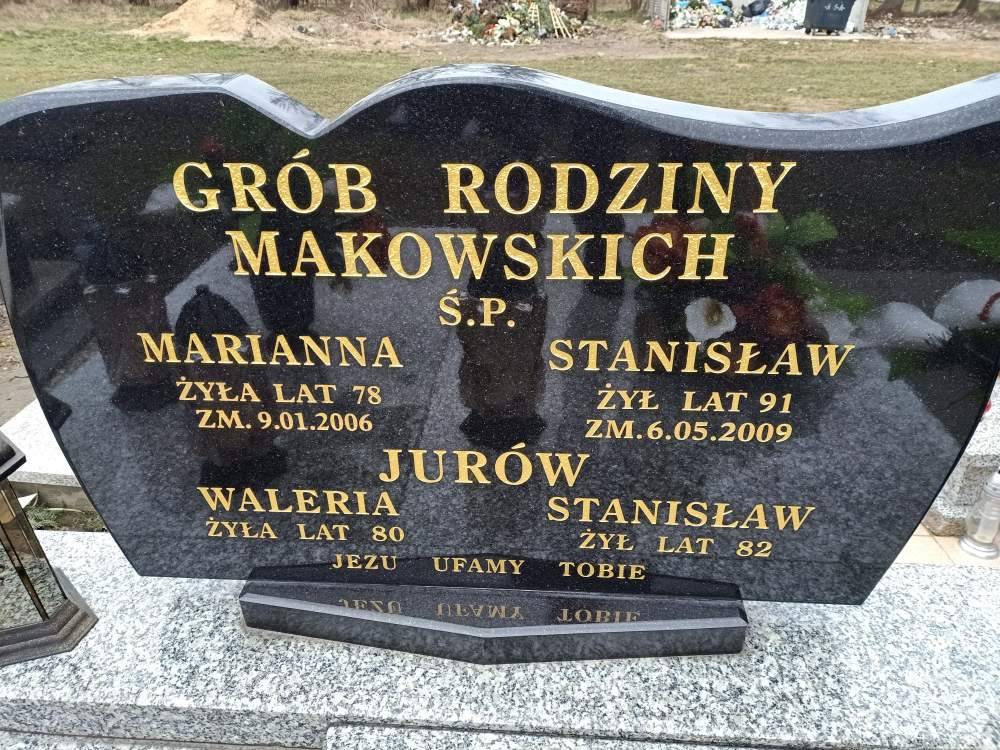 GRÓB RODZINY
MAKOWSKICH
Ś.P.
MARIANNA STANISŁAW
ŻYŁA LAT 78 ŻYŁ LAT 91
ZM. 9.01.2006 ZM. 6.05.2009
JURÓW
WALERIA STANISŁAW
ŻYŁA LAT 80 ŻYŁ LAT 82
JEZU UFAMY TOBIE